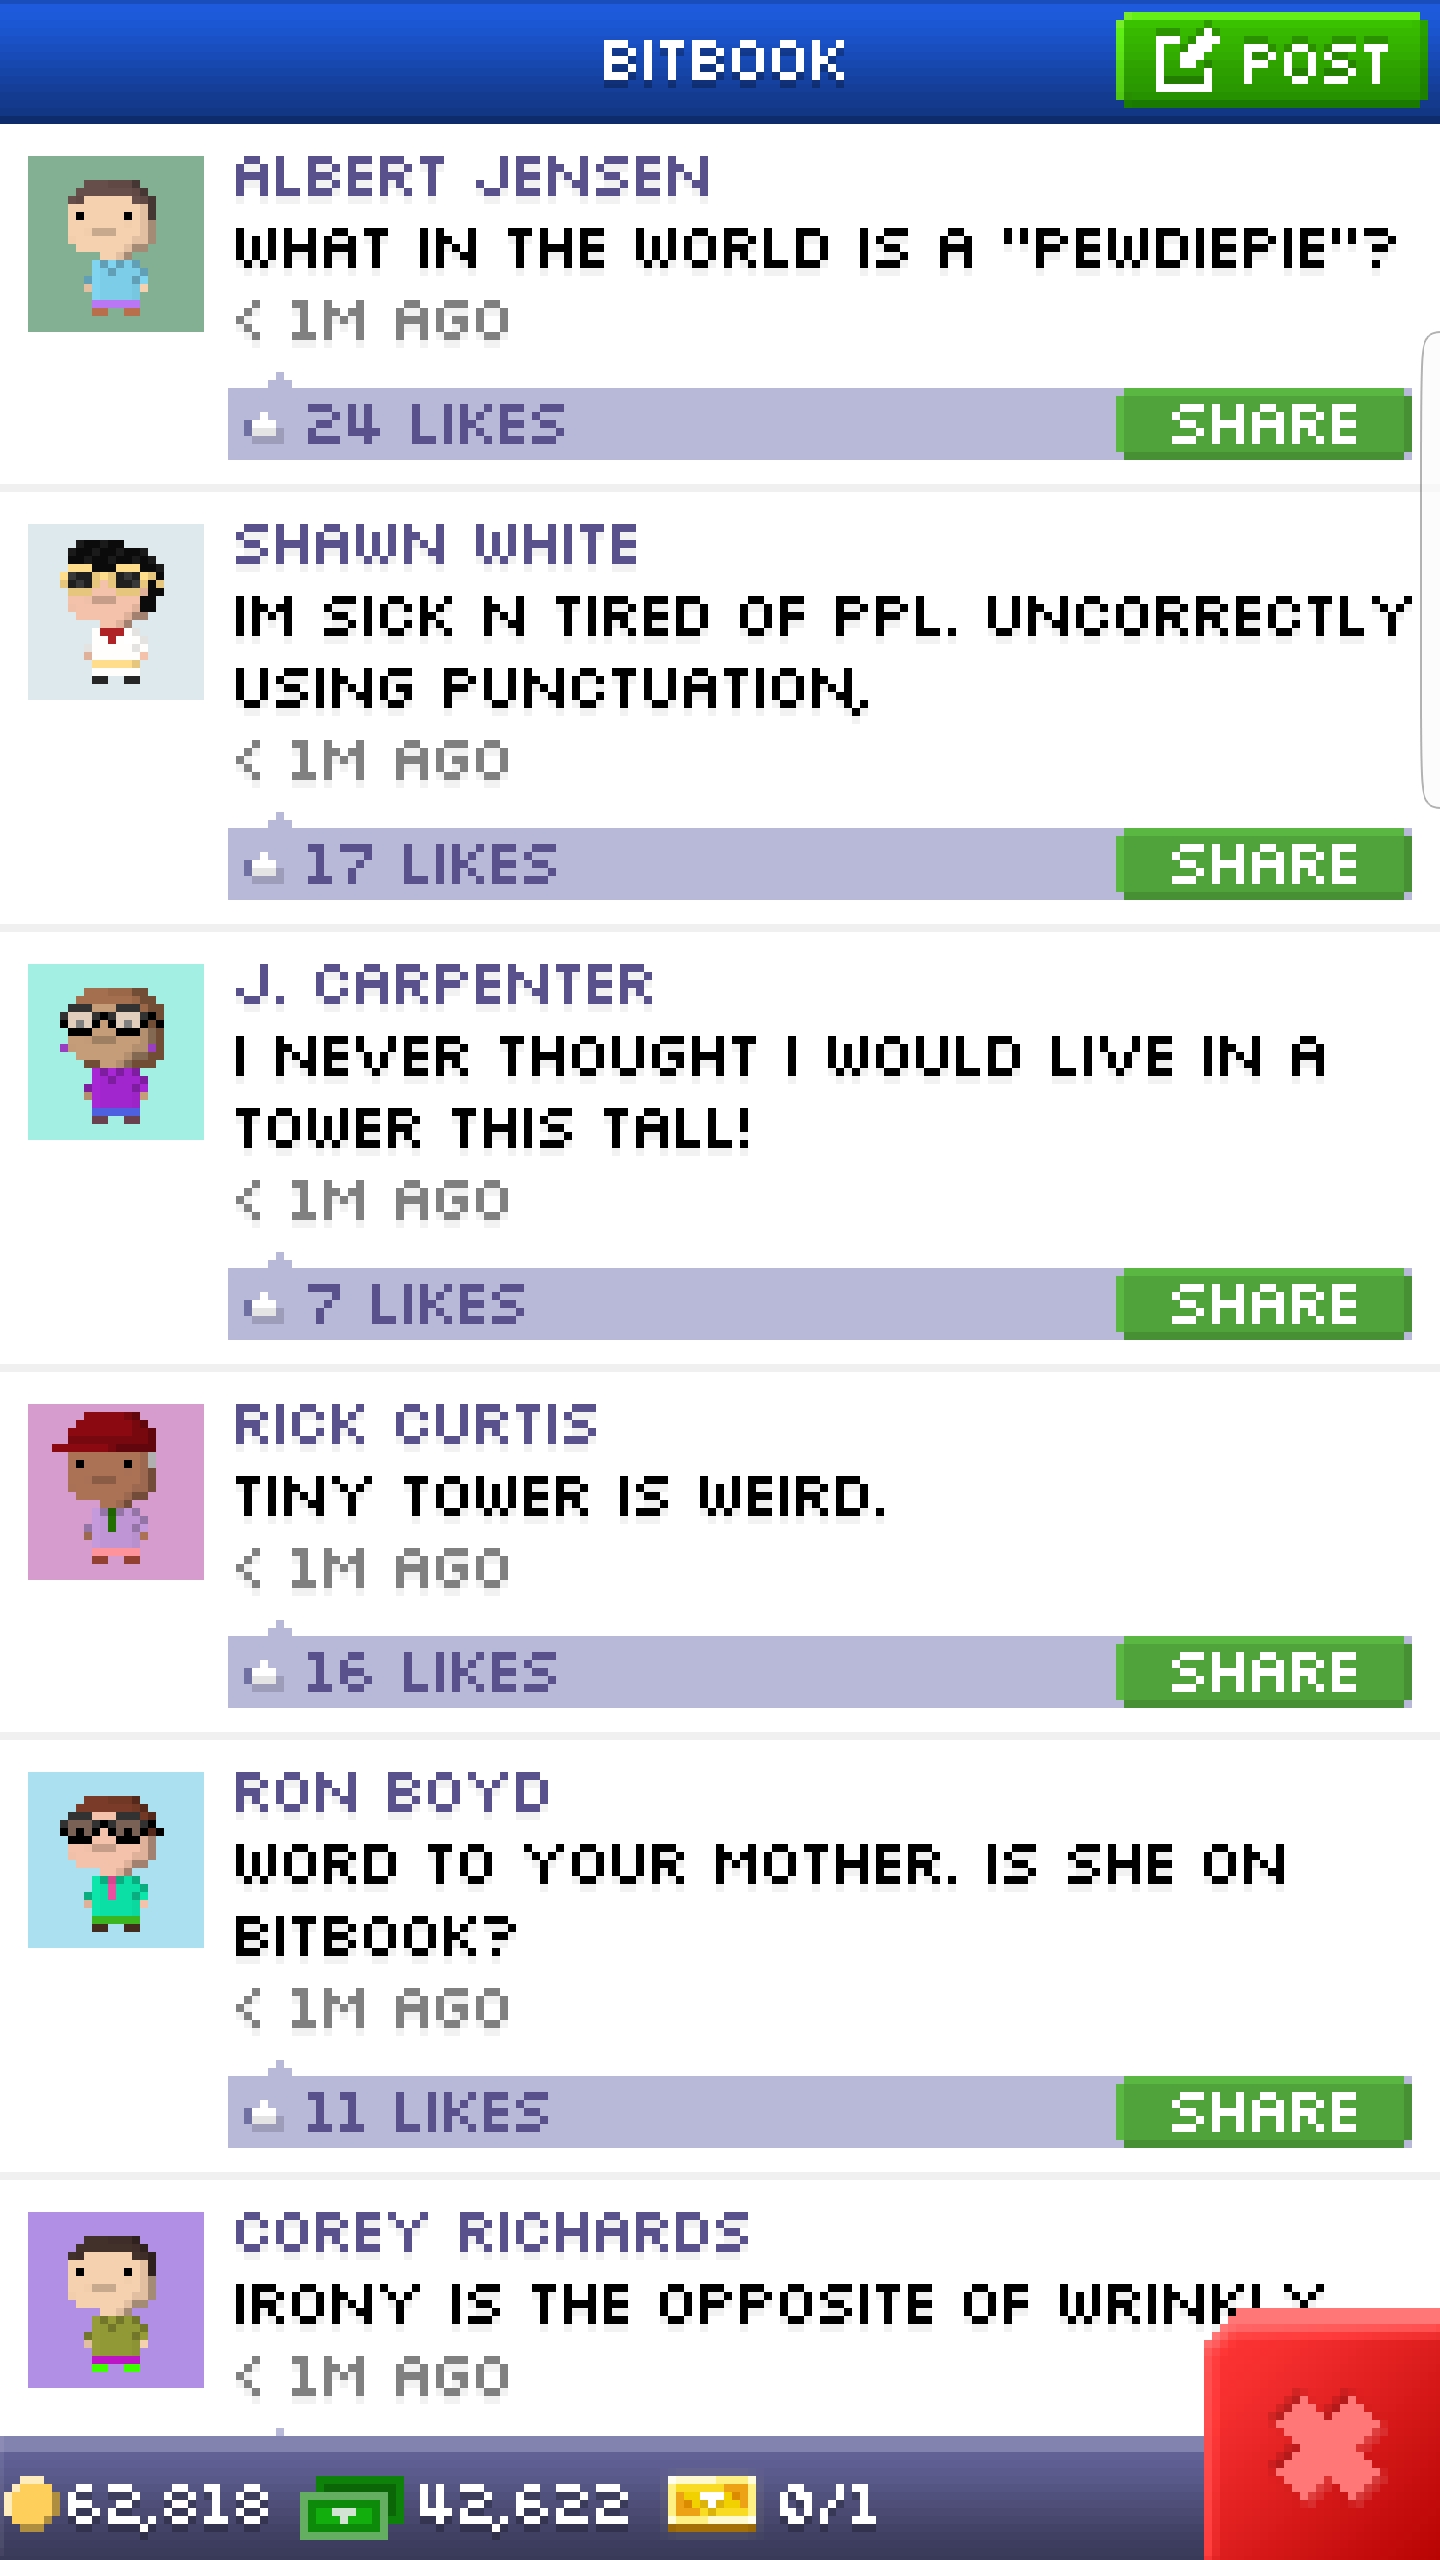 BITBOOK
POST
ALBERT JENSEN
WHAT IN THE WORLD IS A "PEWDIEPIE"?
< 1M AGO
24 LIKES
SHARE
SHAWN WHITE
IM SICK N TIRED OF PPL. UNCORRECTLY
USING PUNCTUATION,
< 1M AGO
17 LIKES
SHARE
J. CARPENTER
I NEVER THOUGHT I WOULD LIVE IN A
TOWER THIS TALL!
< 1M AGO
7 LIKES
SHARE
RICK CURTIS
TINY TOWER IS WEIRD.
< 1M AGO
16 LIKES
SHARE
RON BOYD
WORD TO YOUR MOTHER. IS SHE ON
BITBOOK?
< 1M AGO
11 LIKES
SHARE
COREY RICHARDS
IRONY IS THE OPPOSITE OF WRINKLY
< 1M AGO
62,818
42,622
0/1